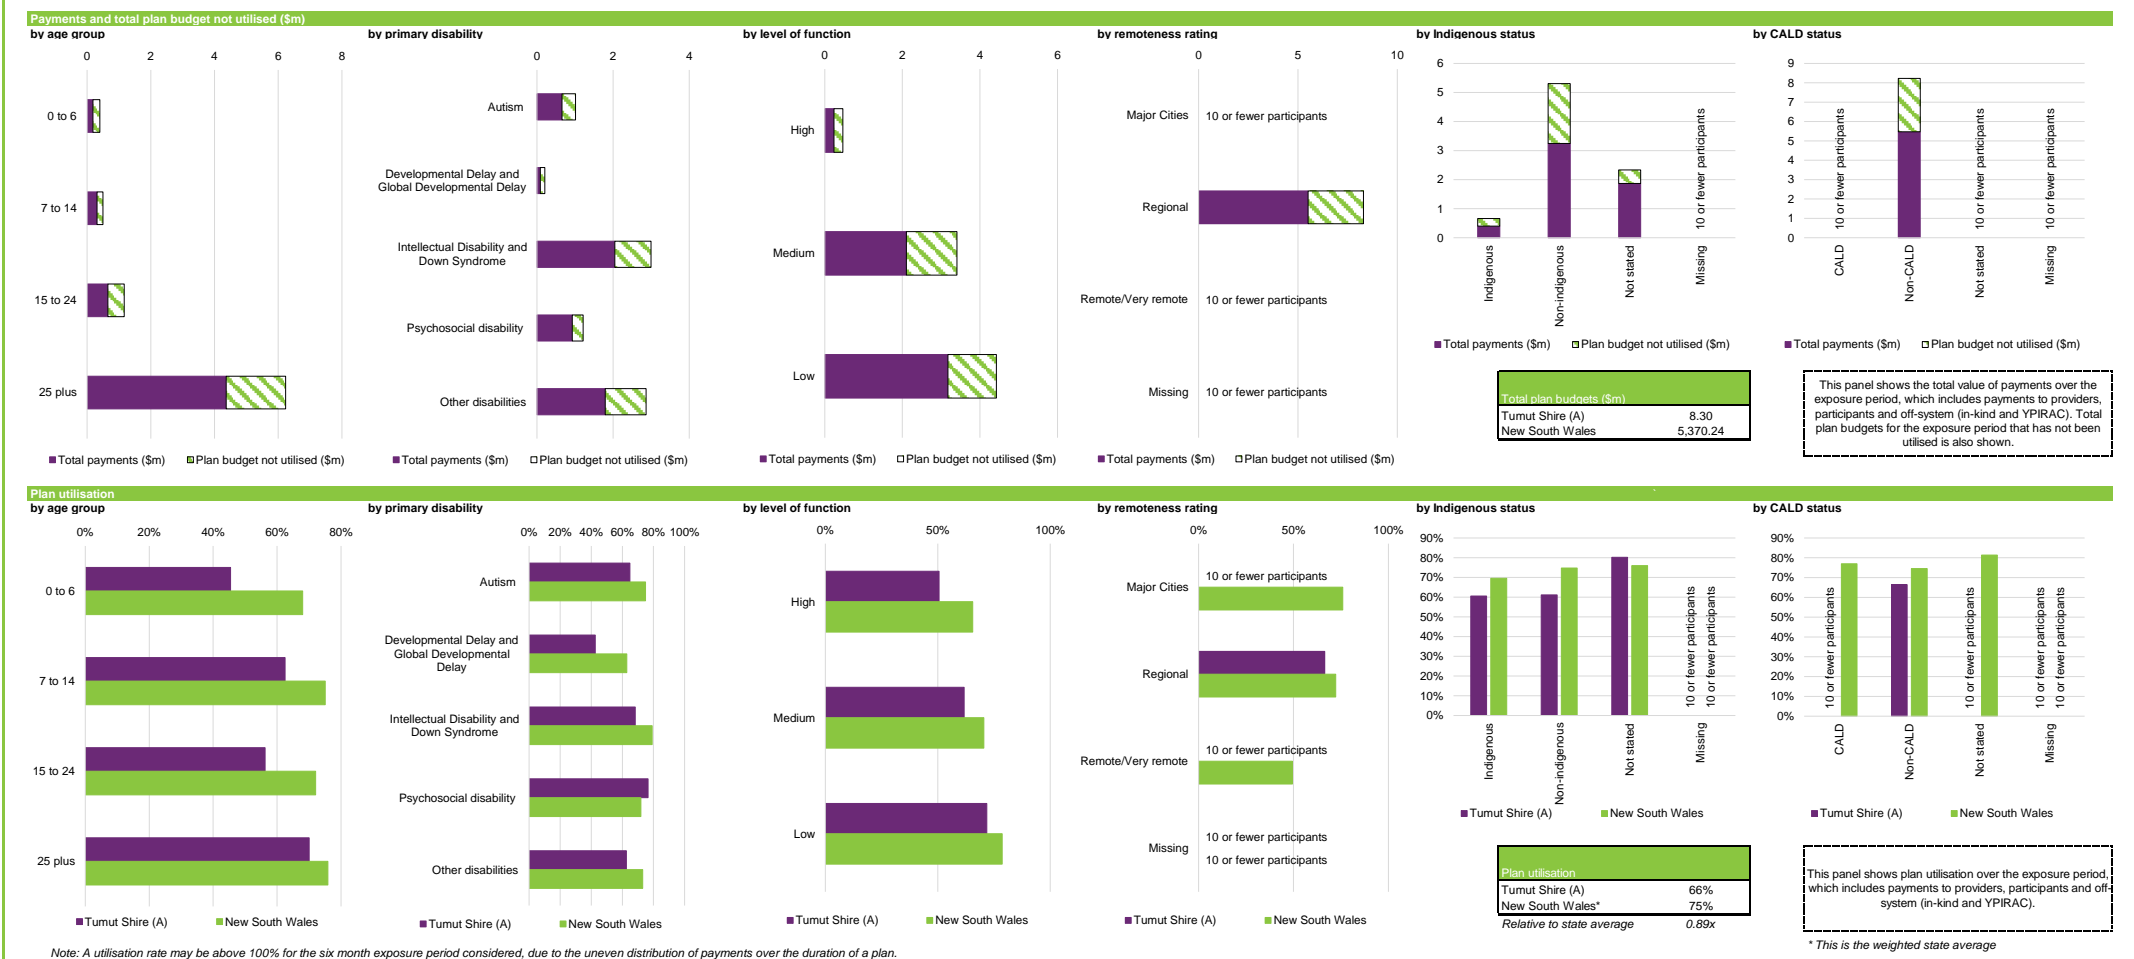 Payments and total plan budget not utilised ($m)
by age group
0 2 4 6 8
0 to 6
7 to 14
15 to 24
25 plus
Total payments ($m) Plan budget not utilised ($m)
by primary disability
0 2 4
Autism
Developmental Delay and
Global Developmental Delay
Intellectual Disability and
Down Syndrome
Psychosocial disability
Other disabilities
Total payments ($m) Plan budget not utilised ($m)
by level of function
0 2 4 6
High
Medium
Low
Total payments ($m) Plan budget not utilised ($m)
by remoteness rating
0 5 10
Major Cities 10 or fewer participants
Regional
Remote/Very remote 10 or fewer participants
Missing 10 or fewer participants
Total payments ($m) Plan budget not utilised ($m)
by Indigenous status
6
5
4
3
2
1
0
10 or fewer participants
Indigenous
Non-indigenous
Not stated
Missing
Total payments ($m) Plan budget not utilised ($m)
by CALD status
9
8
7
6
5
4
3
2
1
0
10 or fewer participants
10 or fewer participants
10 or fewer participants
CALD
Non-CALD
Not stated
Missing
Total payments ($m) Plan budget not utilised ($m)
Total plan budgets ($m)
Tumut Shire (A) 8.30
New South Wales 5,370.24
This panel shows the total value of payments over the
exposure period, which includes payments to providers,
participants and off-system (in-kind and YPIRAC). Total
plan budgets for the exposure period that has not been
utilised is also shown.
Plan utilisation
by age group
0% 20% 40% 60% 80%
0 to 6
7 to 14
15 to 24
25 plus
Tumut Shire (A) New South Wales
by primary disability
0% 20% 40% 60% 80% 100%
Autism
Developmental Delay and
Global Developmental
Delay
Intellectual Disability and
Down Syndrome
Psychosocial disability
Other disabilities
Tumut Shire (A) New South Wales
by level of function
0% 50% 100%
High
Medium
Low
Tumut Shire (A) New South Wales
by remoteness rating
0% 50% 100%
10 or fewer participants
Major Cities
Regional
10 or fewer participants
Remote/Very remote
10 or fewer participants
Missing
10 or fewer participants
Tumut Shire (A) New South Wales
by Indigenous status
90%
80%
70%
60%
50%
40%
30%
20%
10%
0%
10 or fewer participants
10 or fewer participants
Indigenous
Non-indigenous
Not stated
Missing
Tumut Shire (A) New South Wales
by CALD status
90%
80%
70%
60%
50%
40%
30%
20%
10%
0%
10 or fewer participants
10 or fewer participants
10 or fewer participants
10 or fewer participants
CALD
Non-CALD
Not stated
Missing
Tumut Shire (A) New South Wales
Plan utilisation
Tumut Shire (A) 66%
New South Wales* 75%
Relative to state average 0.89x
This panel shows plan utilisation over the exposure period,
which includes payments to providers, participants and off-
system (in-kind and YPIRAC).
* This is the weighted state average
Note: A utilisation rate may be above 100% for the six month exposure period considered, due to the uneven distribution of payments over the duration of a plan.